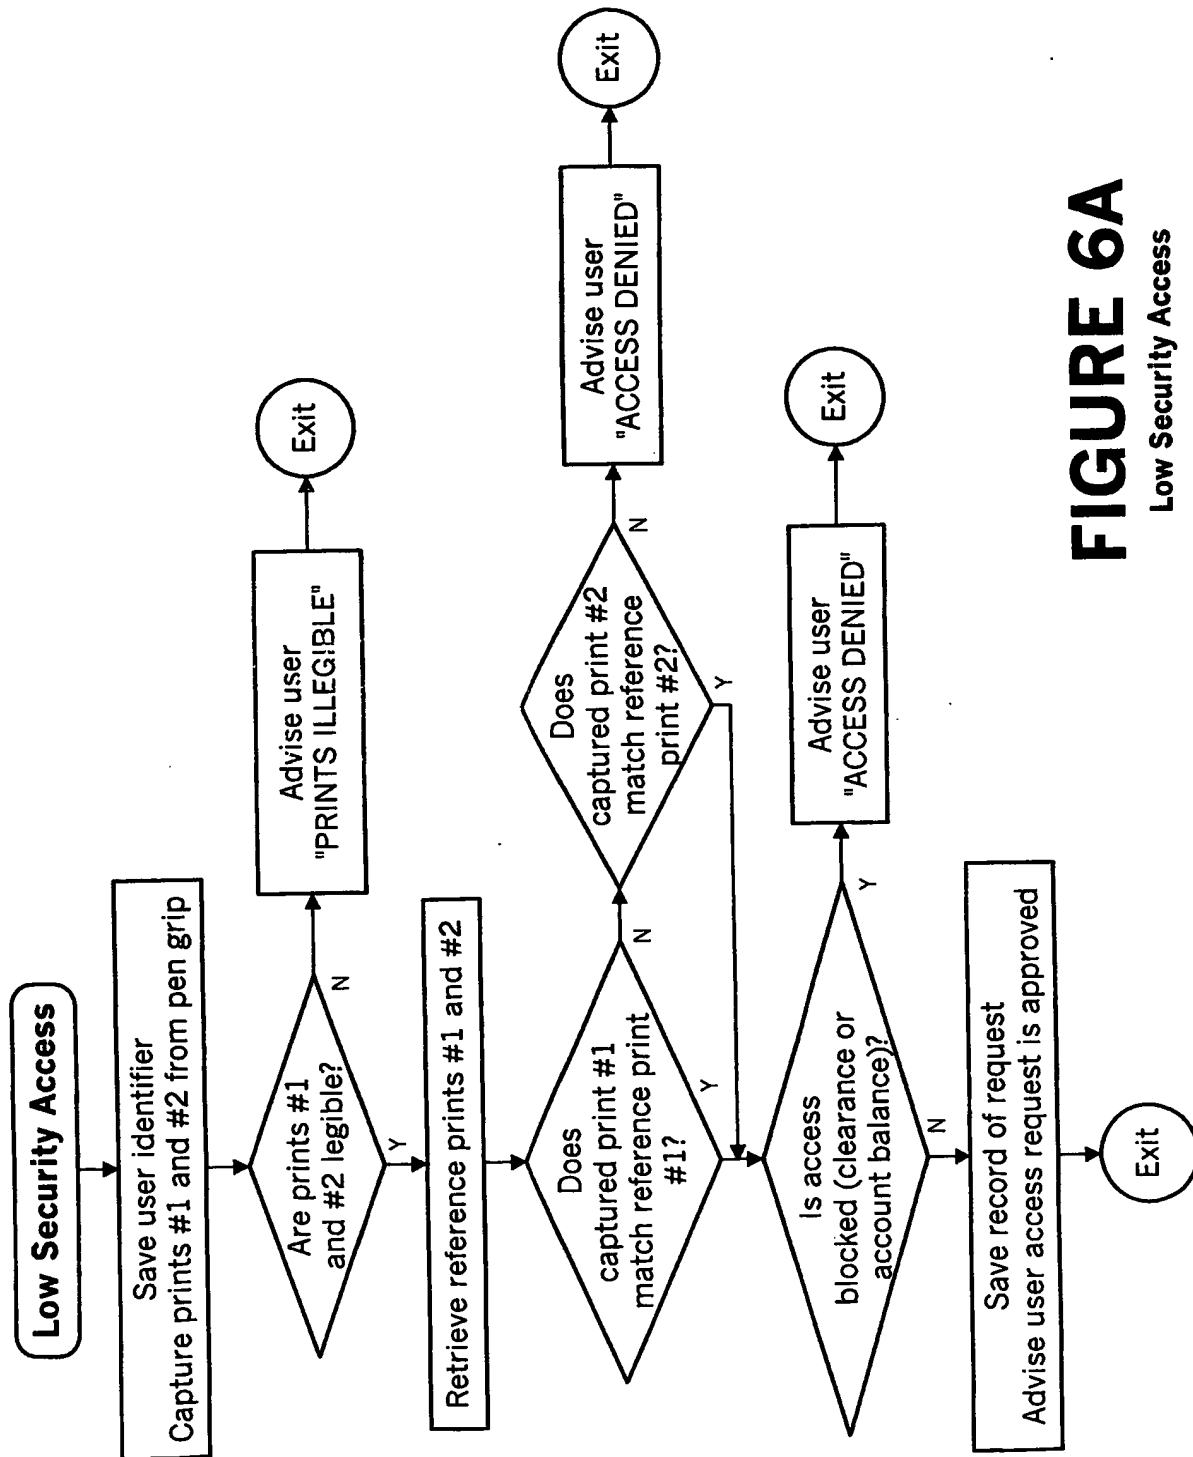 Low Security Access
Save user identifier
Capture prints #1 and #2 from pen grip
Are prints #1
and #2 legible?
N
Advise user
"PRINTS ILLEGIBLE"
Exit
Y
Retrieve reference prints #1 and #2
Does
captured print #1
match reference print
#1?
N
Does
captured print #2
match reference
print #2?
N
Advise user
"ACCESS DENIED"
Exit
Y
Y
Is access
blocked (clearance or
account balance)?
Y
Advise user
"ACCESS DENIED"
Exit
N
Save record of request
Advise user access request is approved
Exit
FIGURE 6A
Low Security Access